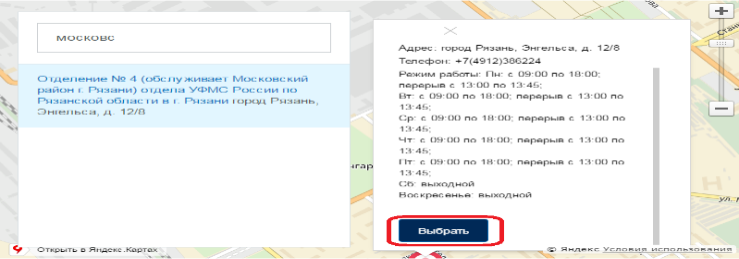 московс
Отделение № 4 (обслуживает Московский
район г. Рязани) отдела УФМС России по
Рязанской области в г. Рязани город Рязань,
Энгельса, д. 12/8
Открыть в Яндекс.Картах
Адрес: город Рязань, Энгельса, д. 12/8
Телефон: +7(4912)386224
Режим работы: Пн: с 09:00 по 18:00;
перерыв с 13:00 по 13:45;
Вт: с 09:00 по 18:00; перерыв с 13:00 по
13:45;
Ср: с 09:00 по 18:00; перерыв с 13:00 по
13:45;
Чт: с 09:00 по 18:00; перерыв с 13:00 по
13:45;
Пт: с 09:00 по 18:00; перерыв с 13:00 по
13:45;
Сб: выходной
Воскресенье: выходной
Выбрать
© Яндекс Условия использования
ул.